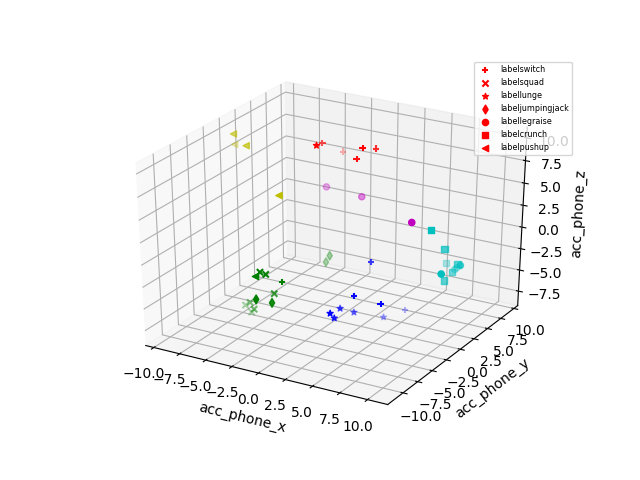 labelswitch
labelsquad
labellunge
labeljumpingjack
labellegraise
labelcrunch
labelpushup
10.0
7.5
5.0
2.5
0.0
−2.5
−5.0
−7.5
acc_phone_z
10.0
7.5
5.0
2.5
0.0
−2.5
−5.0
−7.5
−10.0
acc_phone_y
−10.0
−7.5
−5.0
−2.5
0.0
2.5
5.0
7.5
10.0
acc_phone_x